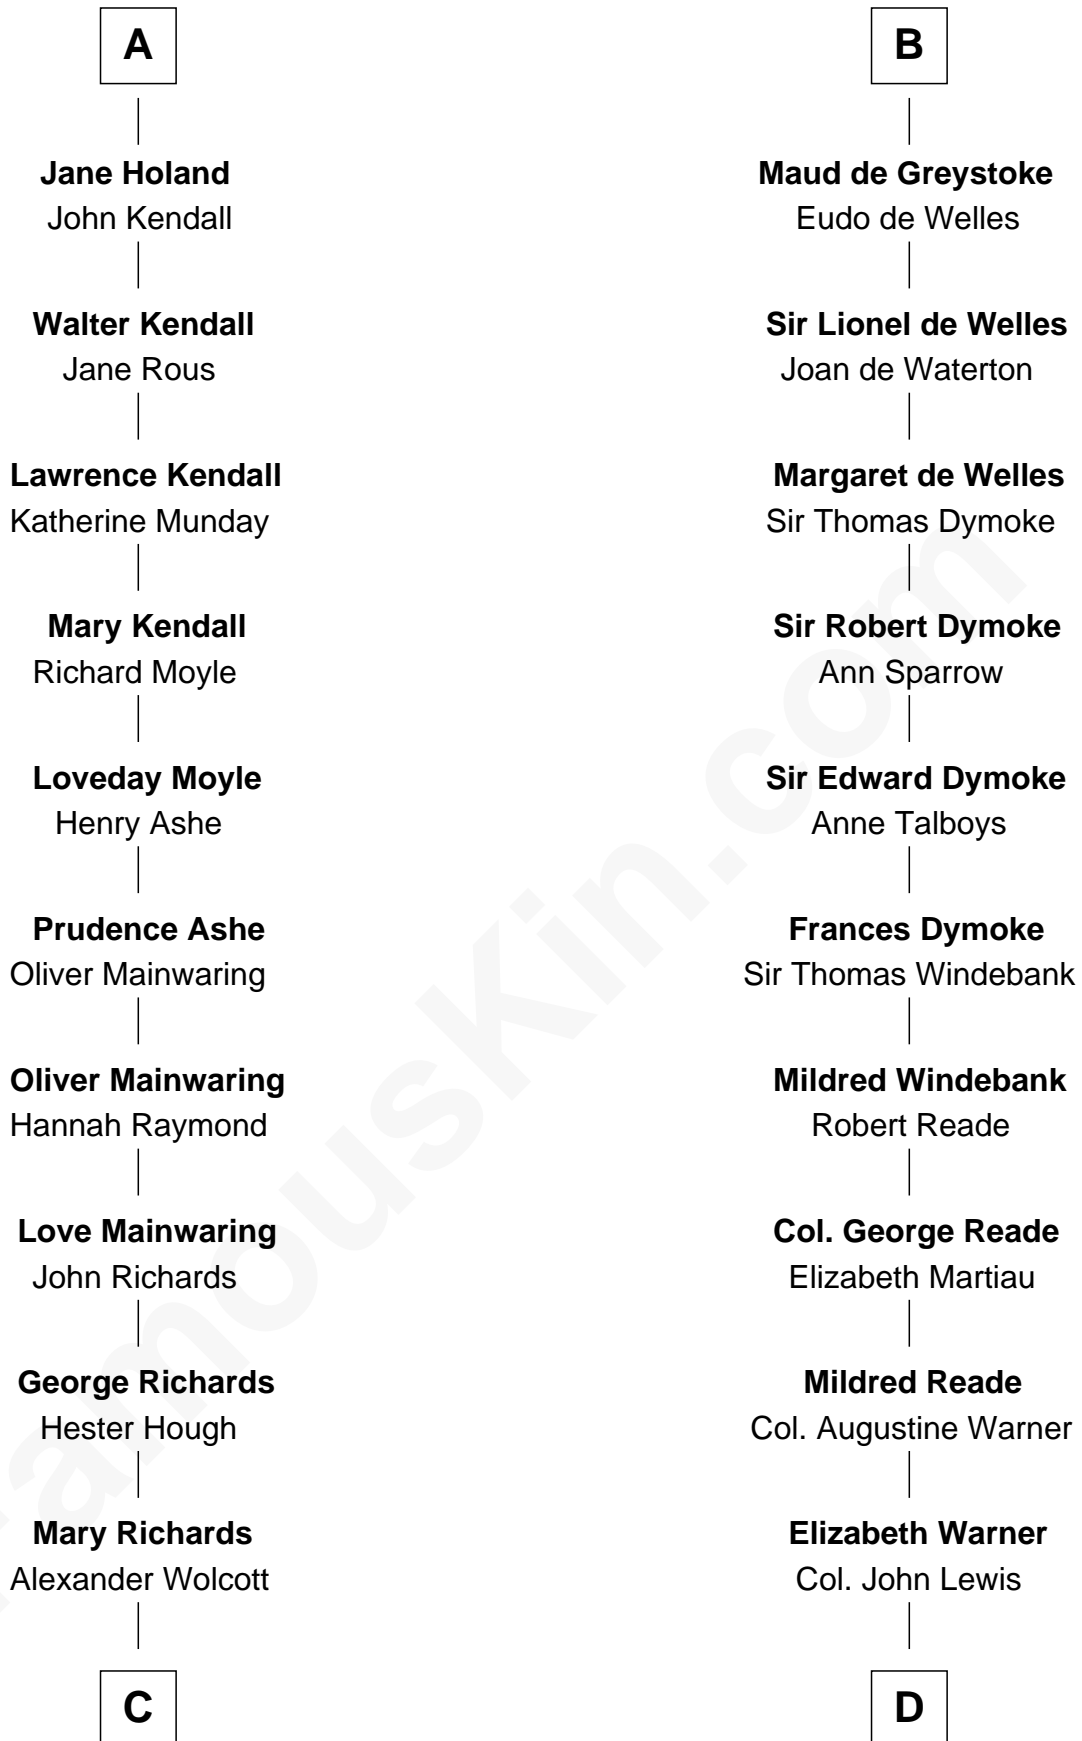 A
Jane Holand
John Kendall
Walter Kendall
Jane Rous
Lawrence Kendall
Katherine Munday
Mary Kendall
Richard Moyle
Loveday Moyle
Henry Ashe
Prudence Ashe
Oliver Mainwaring
Oliver Mainwaring
Hannah Raymond
Love Mainwaring
John Richards
George Richards
Hester Hough
Mary Richards
Alexander Wolcott
C
B
Maud de Greystoke
Eudo de Welles
Sir Lionel de Welles
Joan de Waterton
Margaret de Welles
Sir Thomas Dymoke
Sir Robert Dymoke
Ann Sparrow
Sir Edward Dymoke
Anne Talboys
Frances Dymoke
Sir Thomas Windebank
Mildred Windebank
Robert Reade
Col. George Reade
Elizabeth Martiau
Mildred Reade
Col. Augustine Warner
Elizabeth Warner
Col. John Lewis
D
FamousKin.com